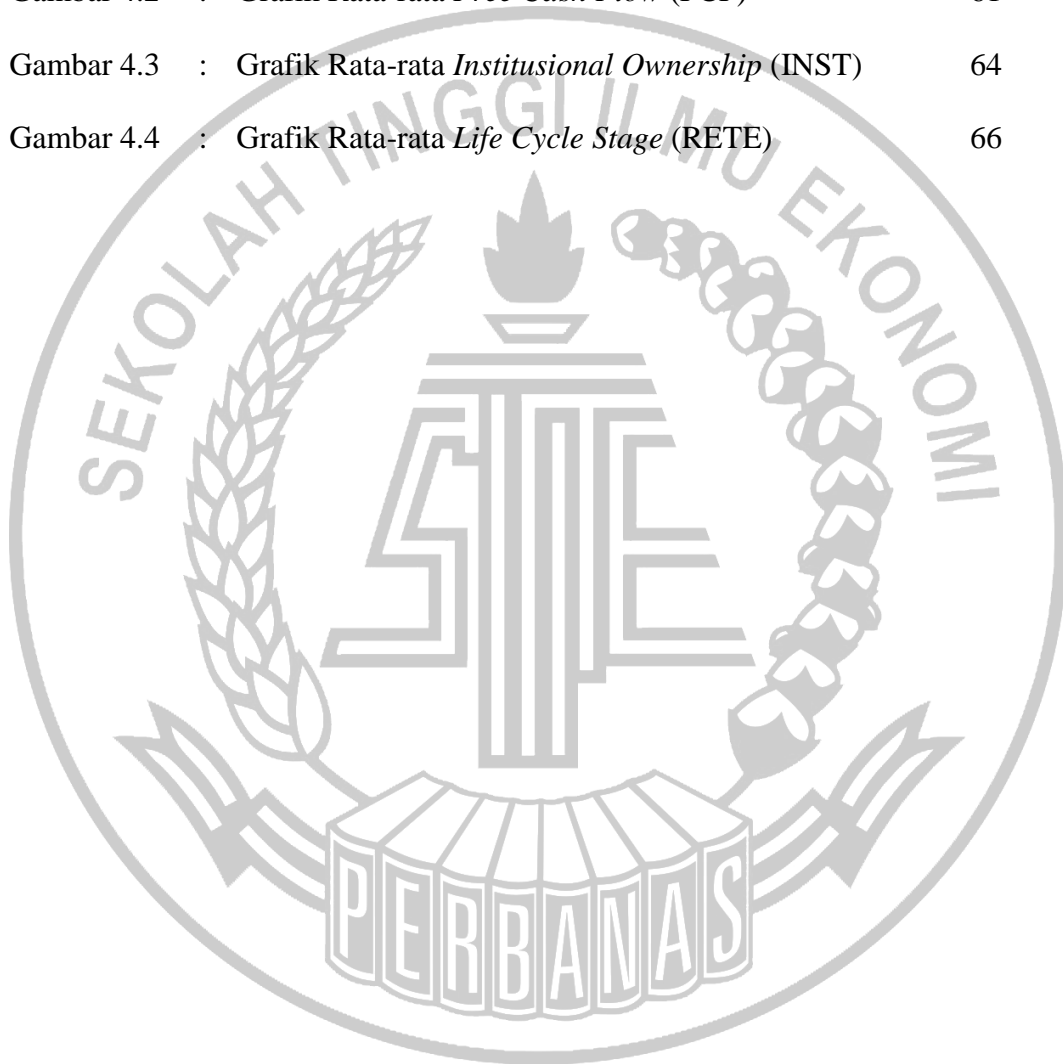 Gambar 4.3 : Grafik Rata-rata Institusional Ownership (INST) 64
Gambar 4.4 : Grafik Rata-rata Life Cycle Stage (RETE) 66
SEKOLAH TINGGI ILMU EKONOMI
STIE
PERBANAS